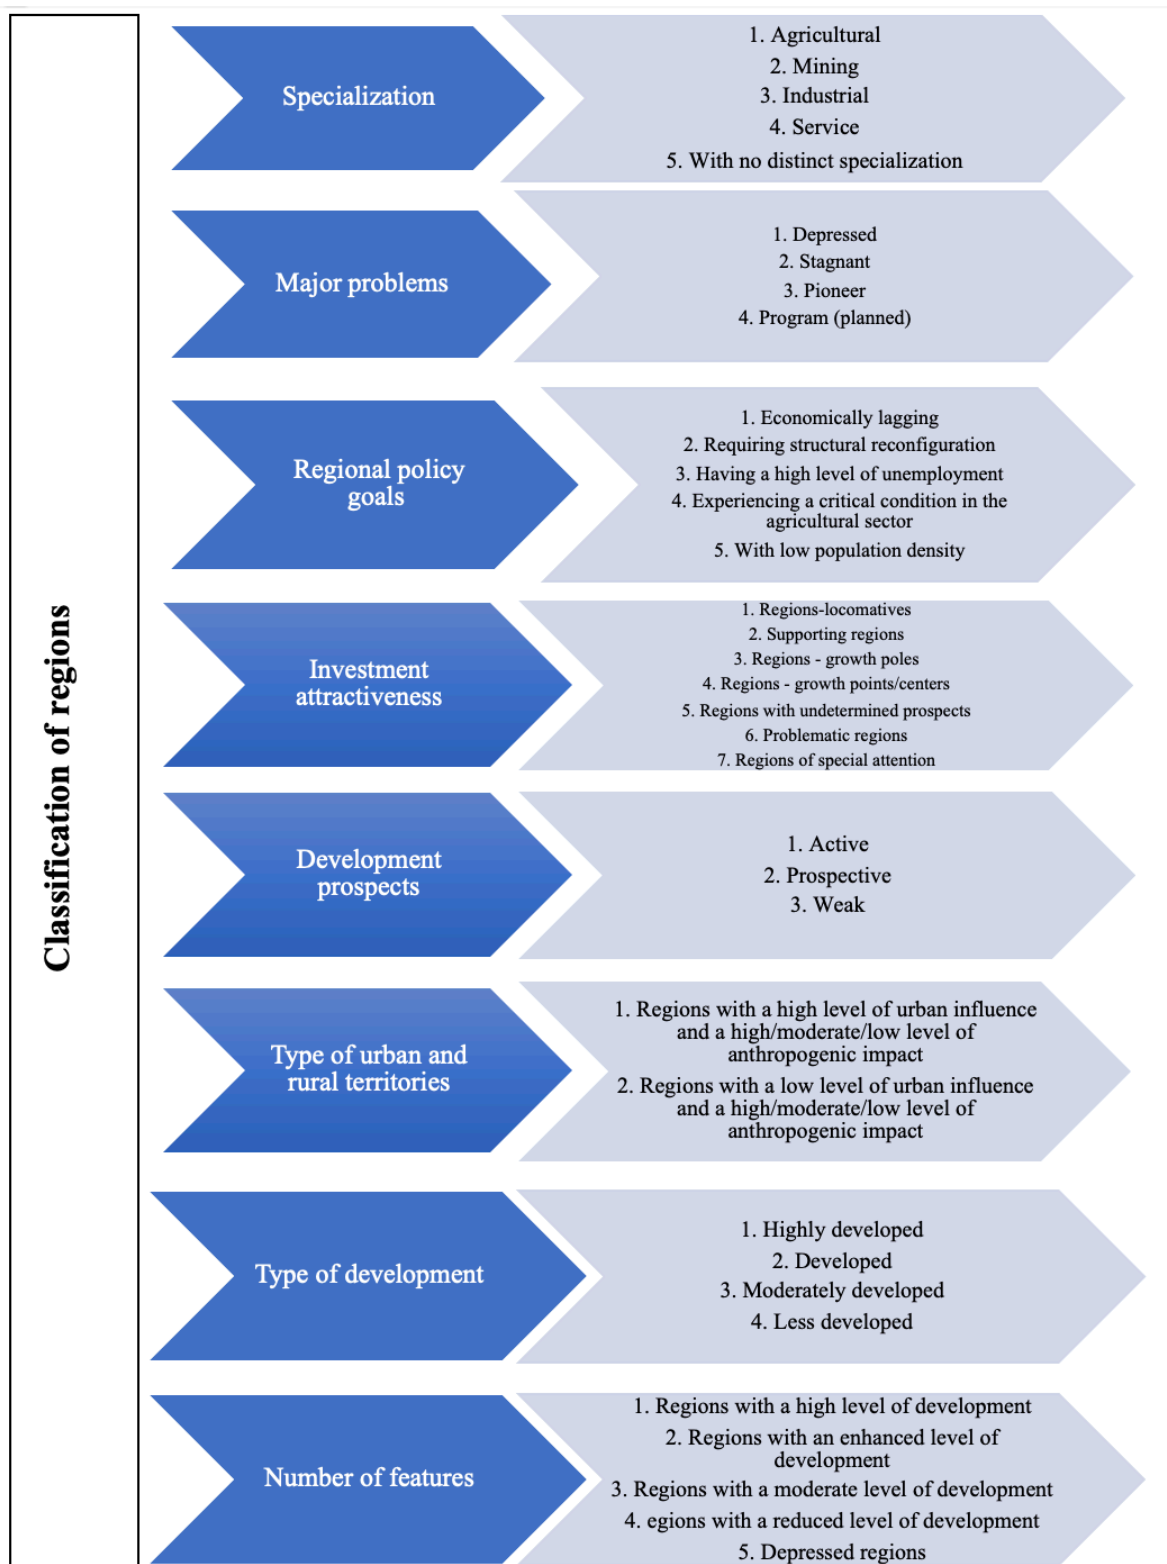 Classification of regions
Specialization
1. Agricultural
2. Mining
3. Industrial
4. Service
5. With no distinct specialization
Major problems
1. Depressed
2. Stagnant
3. Pioneer
4. Program (planned)
Regional policy
goals
1. Economically lagging
2. Requiring structural reconfiguration
3. Having a high level of unemployment
4. Experiencing a critical condition in the
agricultural sector
5. With low population density
Investment
attractiveness
1. Regions-locomatives
2. Supporting regions
3. Regions - growth poles
4. Regions - growth points/centers
5. Regions with undetermined prospects
6. Problematic regions
7. Regions of special attention
Development
prospects
1. Active
2. Prospective
3. Weak
Type of urban and
rural territories
1. Regions with a high level of urban influence
and a high/moderate/low level of
anthropogenic impact
2. Regions with a low level of urban influence
and a high/moderate/low level of
anthropogenic impact
Type of development
1. Highly developed
2. Developed
3. Moderately developed
4. Less developed
Number of features
1. Regions with a high level of development
2. Regions with an enhanced level of
development
3. Regions with a moderate level of development
4. egions with a reduced level of development
5. Depressed regions